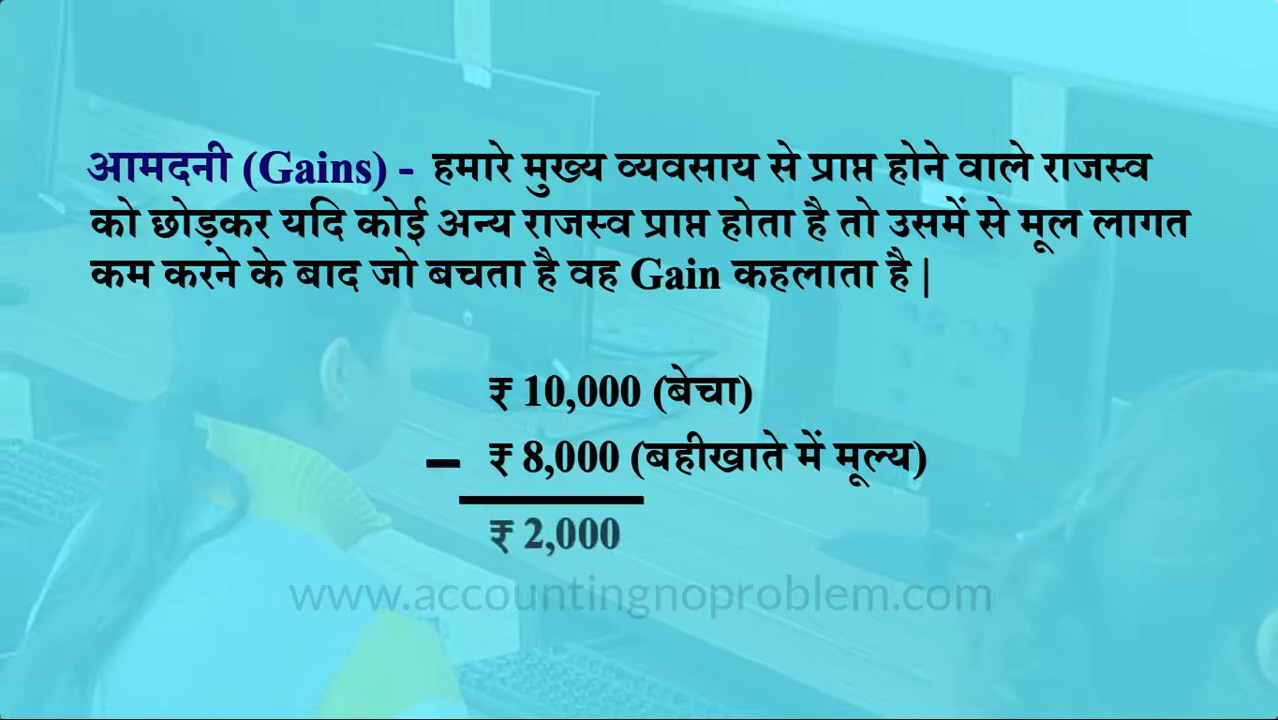 आमदनी (Gains) - हमारे मुख्य व्यवसाय से प्राप्त होने वाले राजस्व
को छोड़कर यदि कोई अन्य राजस्व प्राप्त होता है तो उसमें से मूल लागत
कम करने के बाद जो बचता है वह Gain कहलाता है |
₹ 10,000 (बेचा)
– ₹ 8,000 (बहीखाते में मूल्य)
₹ 2,000
www.accountingnoproblem.com